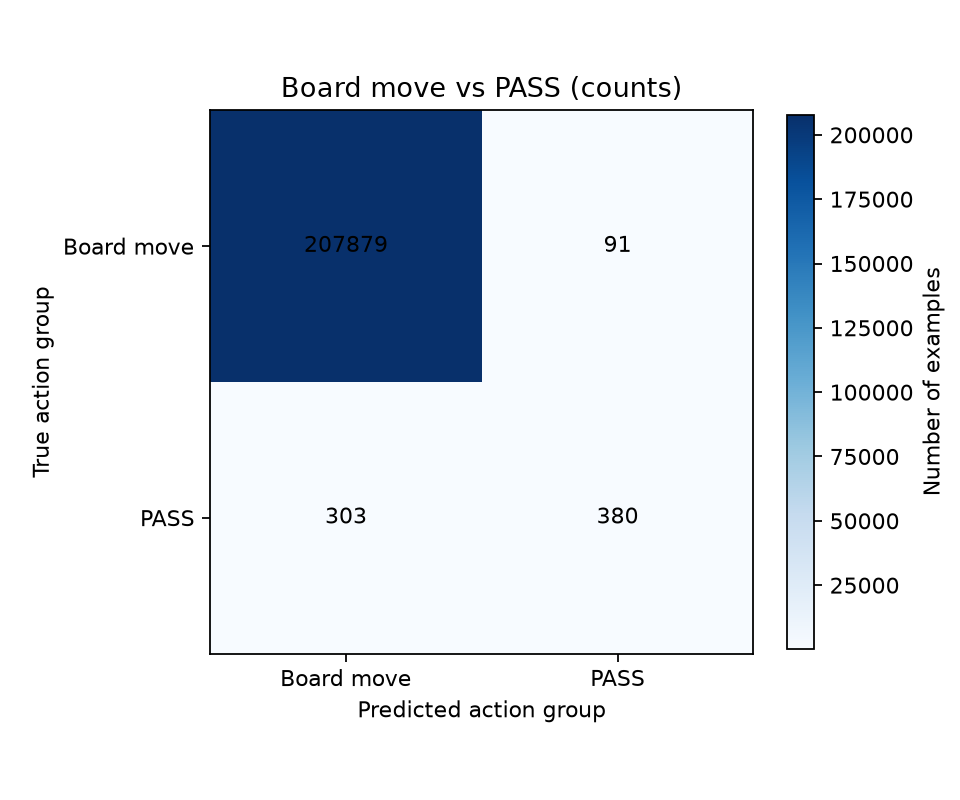 Board move vs PASS (counts)
Board move
207879
91
PASS
303
380
Board move
PASS
Predicted action group
True action group
200000
175000
150000
125000
100000
75000
50000
25000
Number of examples